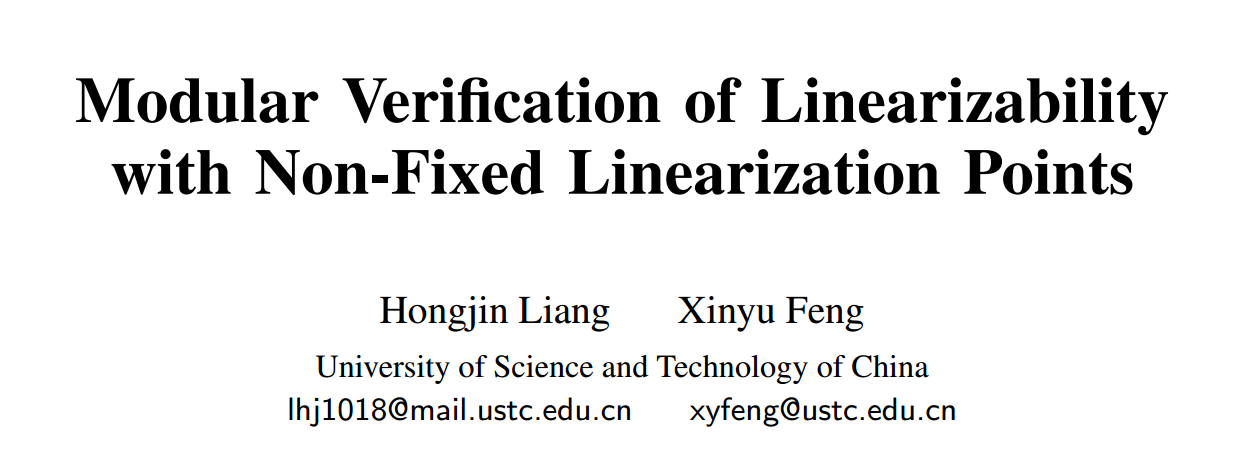 Modular Verification of Linearizability
with Non-Fixed Linearization Points
Hongjin Liang Xinyu Feng
University of Science and Technology of China
lhj1018@mail.ustc.edu.cn xyfeng@ustc.edu.cn